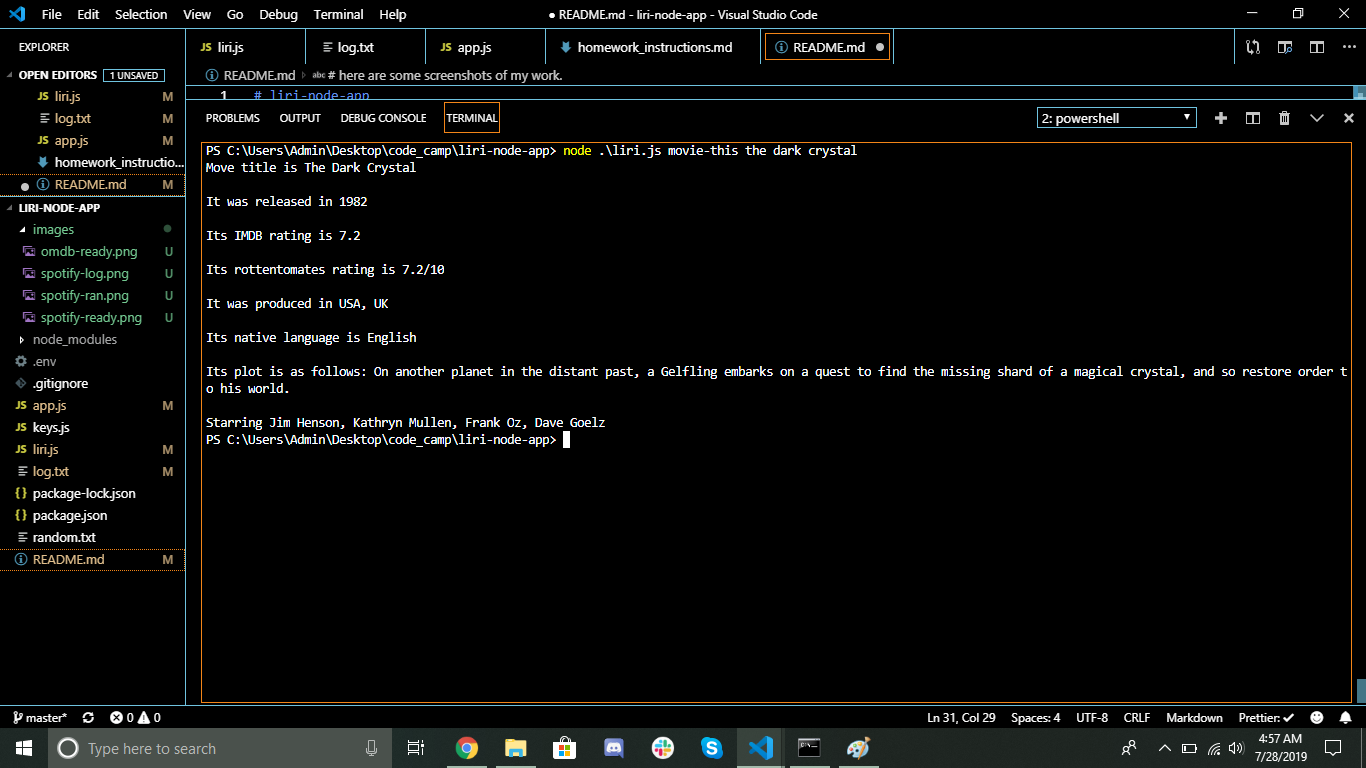 File Edit Selection View Go Debug Terminal Help ● README.md - liri-node-app - Visual Studio Code
EXPLORER
JS liri.js log.txt JS app.js homework_instructions.md README.md
OPEN EDITORS 1 UNSAVED
README.md abc # here are some screenshots of my work.
JS liri.js M
1 # liri-node-app
log.txt M
PROBLEMS OUTPUT DEBUG CONSOLE TERMINAL 2: powershell
JS app.js M
homework_instructio...
README.md M
LIRI-NODE-APP
images
omdb-ready.png U
spotify-log.png U
spotify-ran.png U
spotify-ready.png U
node_modules
.env
.gitignore
JS app.js M
JS keys.js
JS liri.js M
log.txt M
{} package-lock.json
{} package.json
random.txt
README.md M
PS C:\Users\Admin\Desktop\code_camp\liri-node-app> node .\liri.js movie-this the dark crystal
Move title is The Dark Crystal
It was released in 1982
Its IMDB rating is 7.2
Its rottentomates rating is 7.2/10
It was produced in USA, UK
Its native language is English
Its plot is as follows: On another planet in the distant past, a Gelfling embarks on a quest to find the missing shard of a magical crystal, and so restore order t
o his world.
Starring Jim Henson, Kathryn Mullen, Frank Oz, Dave Goelz
PS C:\Users\Admin\Desktop\code_camp\liri-node-app>
master* 0 0 Ln 31, Col 29 Spaces: 4 UTF-8 CRLF Markdown Prettier: ✓
Type here to search
4:57 AM
7/28/2019